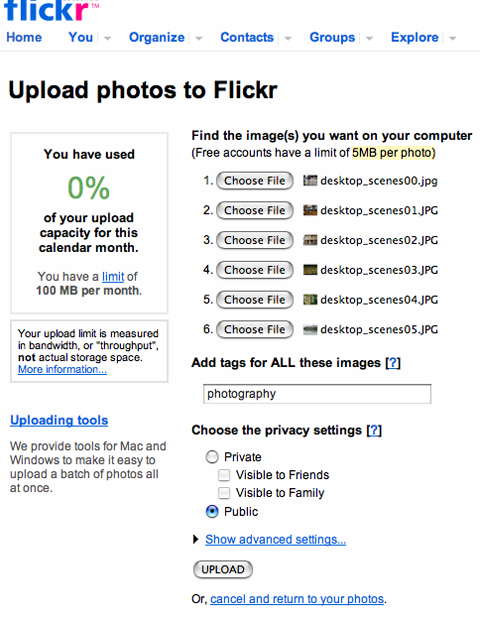 flickr™
Home You Organize Contacts Groups Explore
Upload photos to Flickr
You have used
0%
of your upload
capacity for this
calendar month.
You have a limit of
100 MB per month.
Your upload limit is measured
in bandwidth, or "throughput",
not actual storage space.
More information...
Uploading tools
We provide tools for Mac and
Windows to make it easy to
upload a batch of photos all
at once.
Find the image(s) you want on your computer
(Free accounts have a limit of 5MB per photo)
1. Choose File desktop_scenes00.jpg
2. Choose File desktop_scenes01.JPG
3. Choose File desktop_scenes02.JPG
4. Choose File desktop_scenes03.JPG
5. Choose File desktop_scenes04.JPG
6. Choose File desktop_scenes05.JPG
Add tags for ALL these images [?]
photography
Choose the privacy settings [?]
Private
Visible to Friends
Visible to Family
Public
Show advanced settings...
UPLOAD
Or, cancel and return to your photos.